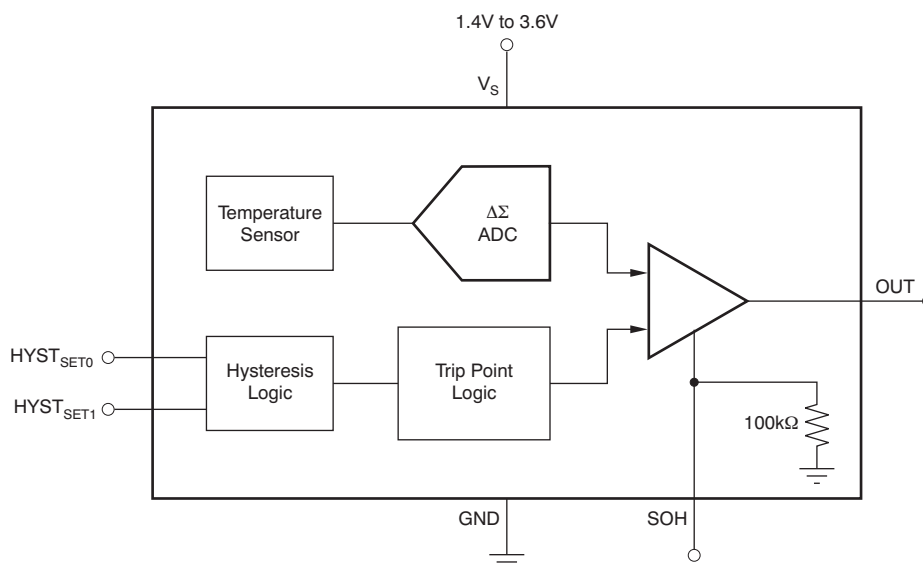 1.4V to 3.6V
VS
Temperature
Sensor
ΔΣ
ADC
OUT
HYSTSET0
HYSTSET1
Hysteresis
Logic
Trip Point
Logic
100kΩ
GND
SOH